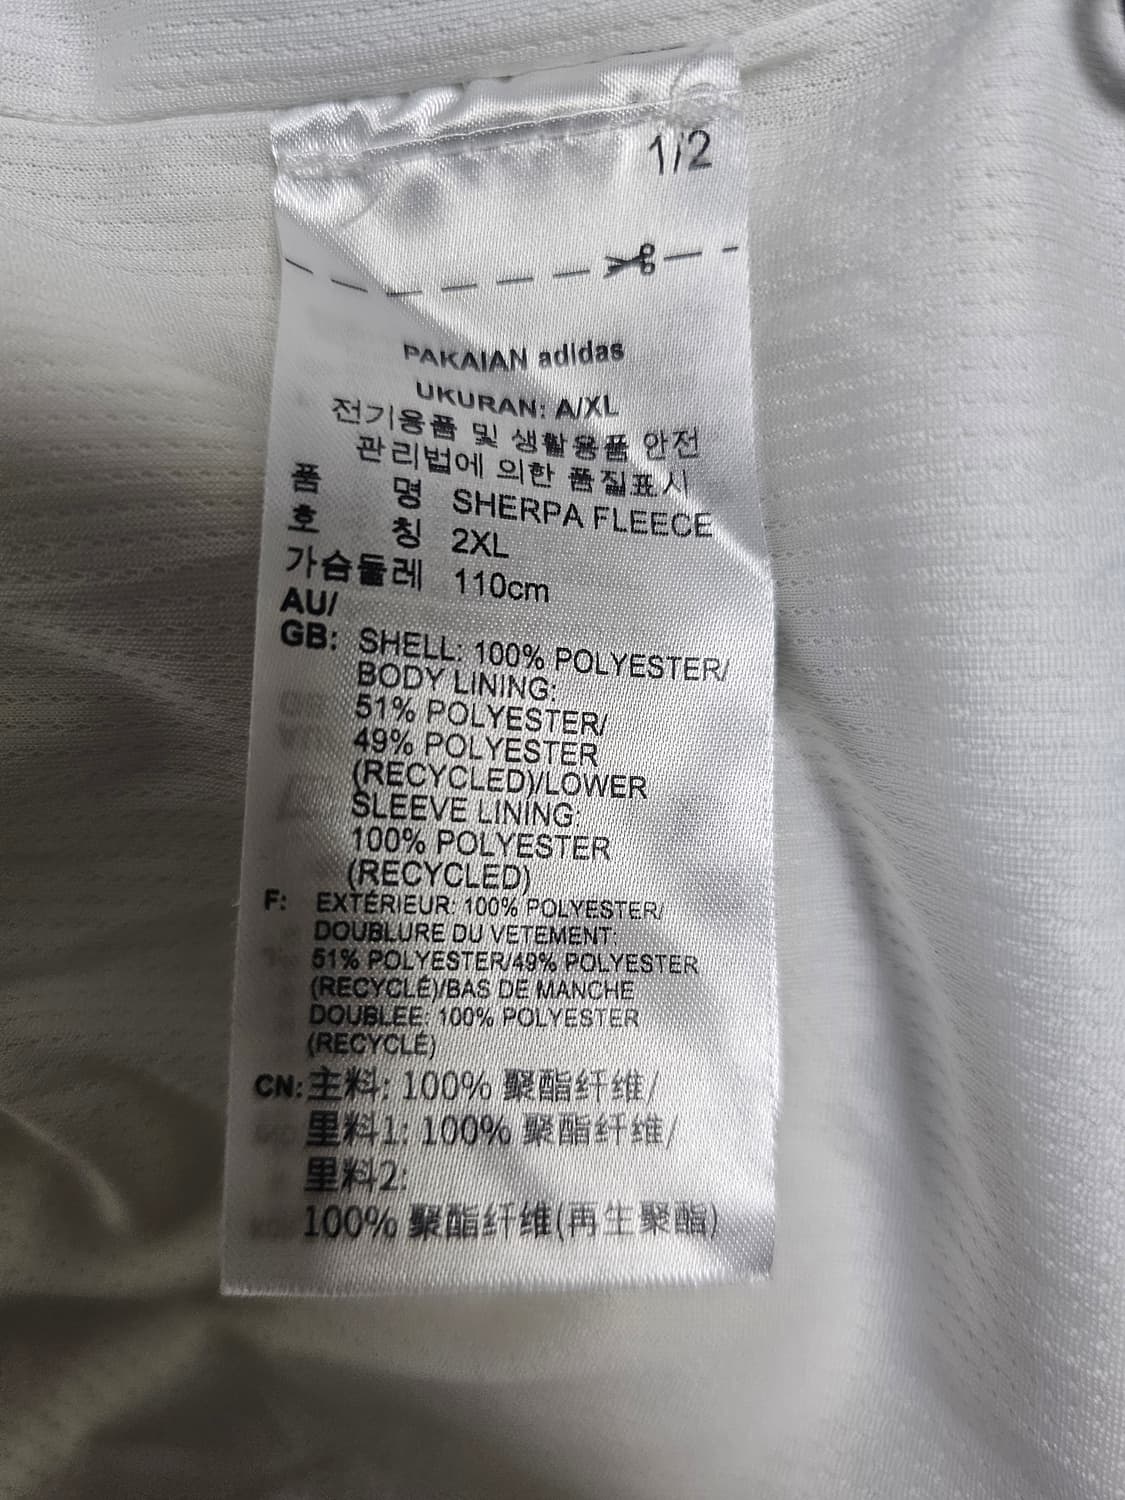 1/2
PAKAIAN adidas
UKURAN: A/XL
전기용품 및 생활용품 안전
관리법에 의한 품질표시
품 명 SHERPA FLEECE
호 칭 2XL
가슴둘레 110cm
AU/
GB: SHELL: 100% POLYESTER/
BODY LINING:
51% POLYESTER/
49% POLYESTER
(RECYCLED)/LOWER
SLEEVE LINING:
100% POLYESTER
(RECYCLED)
F: EXTÉRIEUR: 100% POLYESTER/
DOUBLURE DU VETEMENT:
51% POLYESTER/49% POLYESTER
(RECYCLÉ)/BAS DE MANCHE
DOUBLEE: 100% POLYESTER
(RECYCLÉ)
CN: 主料: 100% 聚酯纤维/
里料1: 100% 聚酯纤维/
里料2:
100% 聚酯纤维(再生聚酯)